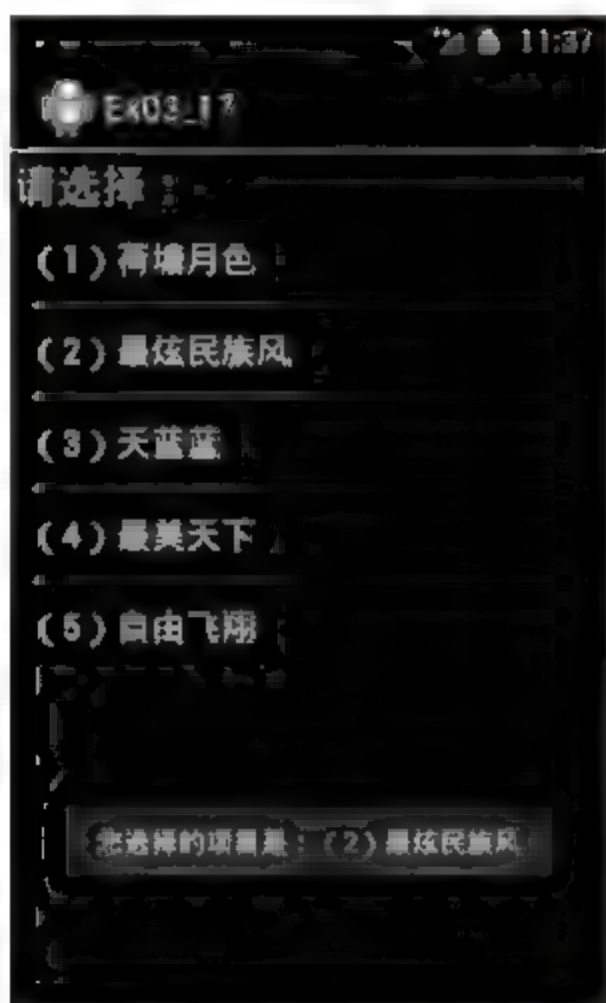 11:37
Ex03_17
请选择：
(1) 荷塘月色
(2) 最炫民族风
(3) 天蓝蓝
(4) 最美天下
(5) 自由飞翔
您选择的项目是：(2) 最炫民族风